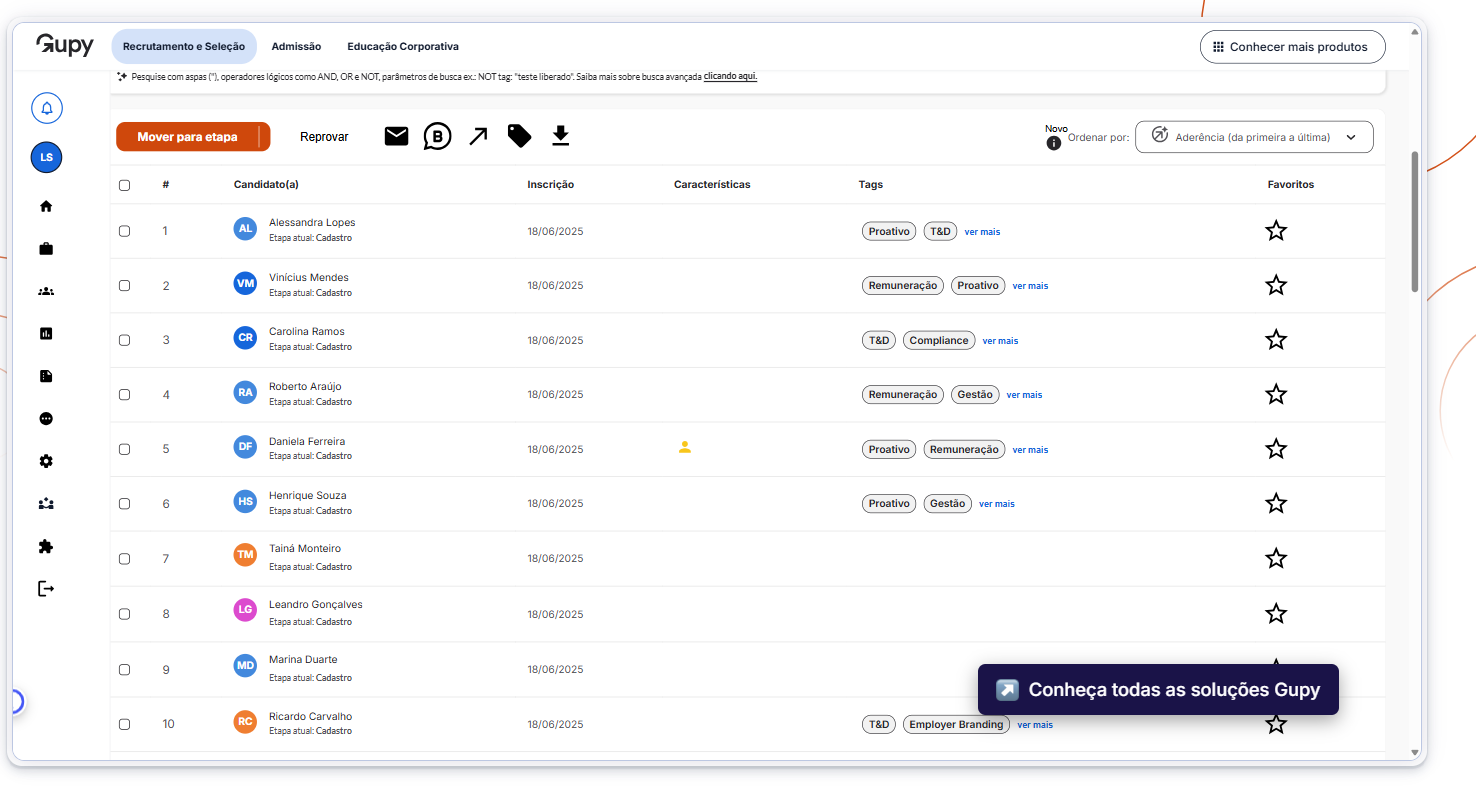 Gupy
Recrutamento e Seleção Admissão Educação Corporativa Conhecer mais produtos
Pesquise com aspas ("), operadores lógicos como AND, OR e NOT, parâmetros de busca ex.: NOT tag: "teste liberado". Saiba mais sobre busca avançada clicando aqui.
LS
Mover para etapa Reprovar B Novo i Ordenar por: Aderência (da primeira a última)
# Candidato(a) Inscrição Características Tags Favoritos
1 AL Alessandra Lopes 18/06/2025 Proativo T&D ver mais
Etapa atual: Cadastro
2 VM Vinícius Mendes 18/06/2025 Remuneração Proativo ver mais
Etapa atual: Cadastro
3 CR Carolina Ramos 18/06/2025 T&D Compliance ver mais
Etapa atual: Cadastro
4 RA Roberto Araújo 18/06/2025 Remuneração Gestão ver mais
Etapa atual: Cadastro
5 DF Daniela Ferreira 18/06/2025 Proativo Remuneração ver mais
Etapa atual: Cadastro
6 HS Henrique Souza 18/06/2025 Proativo Gestão ver mais
Etapa atual: Cadastro
7 TM Tainá Monteiro 18/06/2025
Etapa atual: Cadastro
8 LG Leandro Gonçalves 18/06/2025
Etapa atual: Cadastro
9 MD Marina Duarte 18/06/2025
Etapa atual: Cadastro
Conheça todas as soluções Gupy
10 RC Ricardo Carvalho 18/06/2025 T&D Employer Branding ver mais
Etapa atual: Cadastro